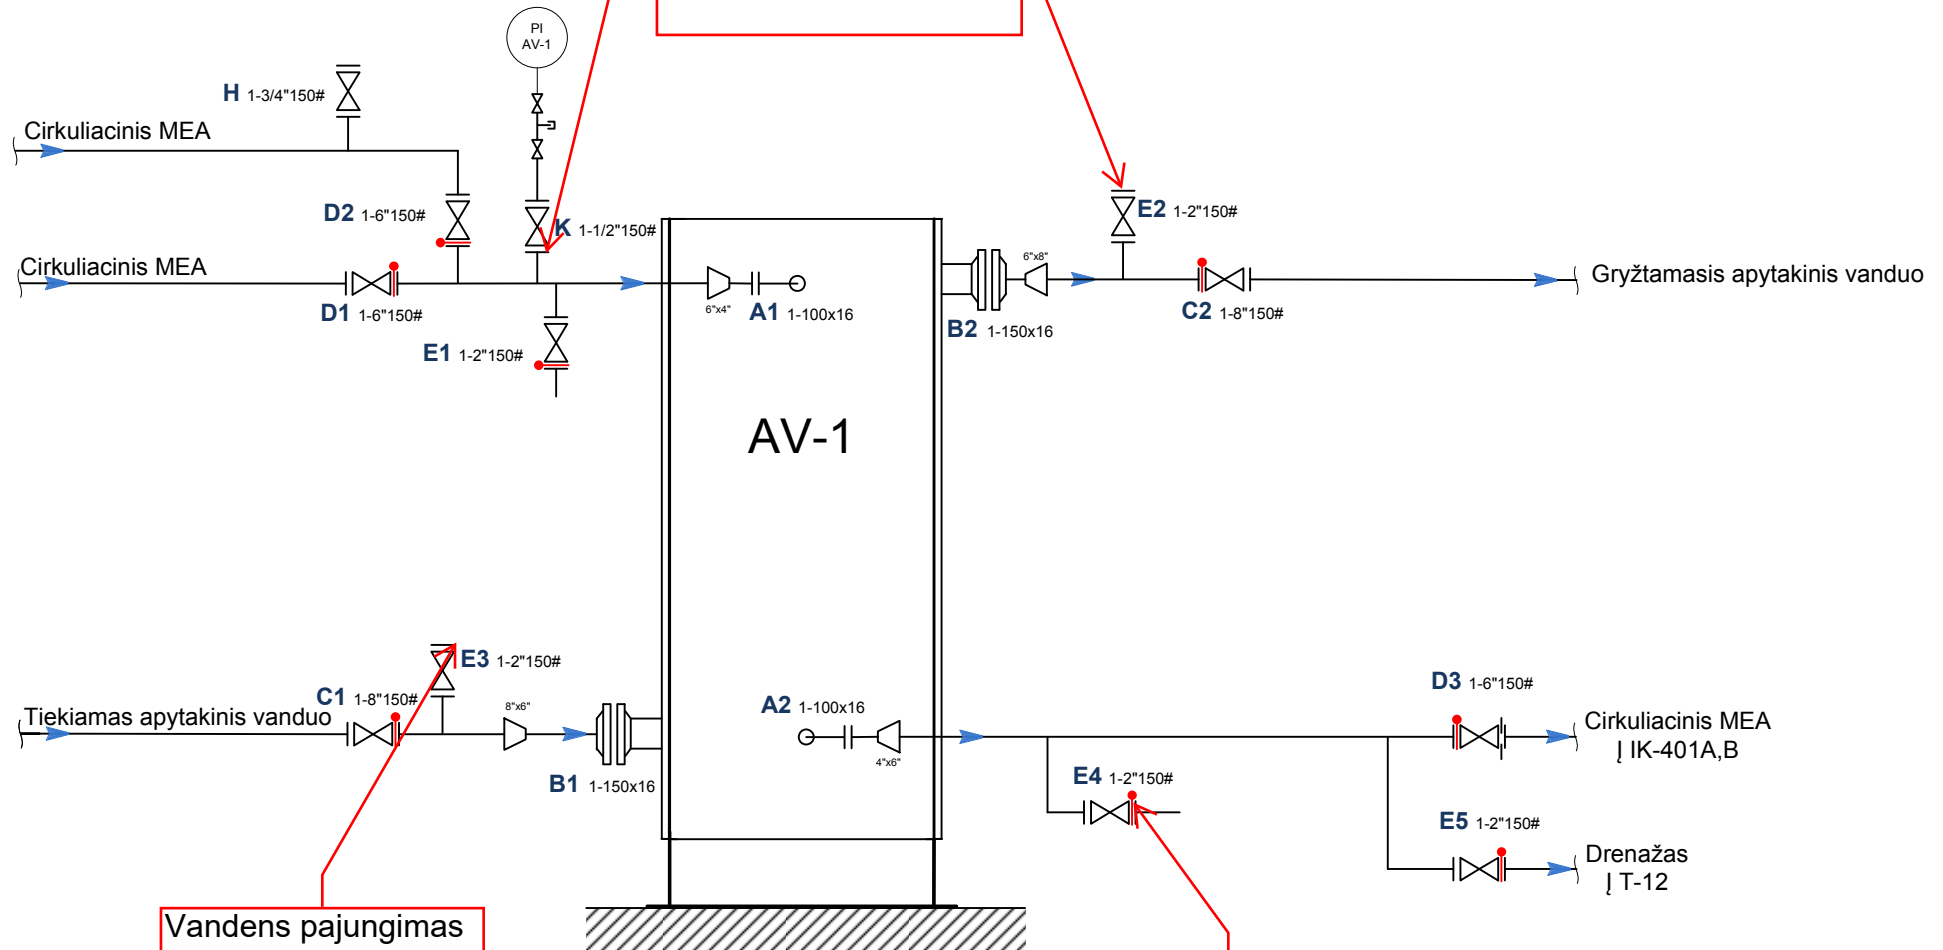 PI
AV-1
H 1-3/4"150#
Cirkuliacinis MEA
D2 1-6"150#
K 1-1/2"150#
E2 1-2"150#
Cirkuliacinis MEA
6"x8"
Gryžtamasis apytakinis vanduo
D1 1-6"150#
6"x4"
A1 1-100x16
B2 1-150x16
C2 1-8"150#
E1 1-2"150#
AV-1
E3 1-2"150#
D3 1-6"150#
C1 1-8"150#
8"x6"
A2 1-100x16
Tiekiamas apytakinis vanduo
Cirkuliacinis MEA
Į IK-401A,B
4"x6"
B1 1-150x16
E4 1-2"150#
E5 1-2"150#
Drenažas
Į T-12
Vandens pajungimas